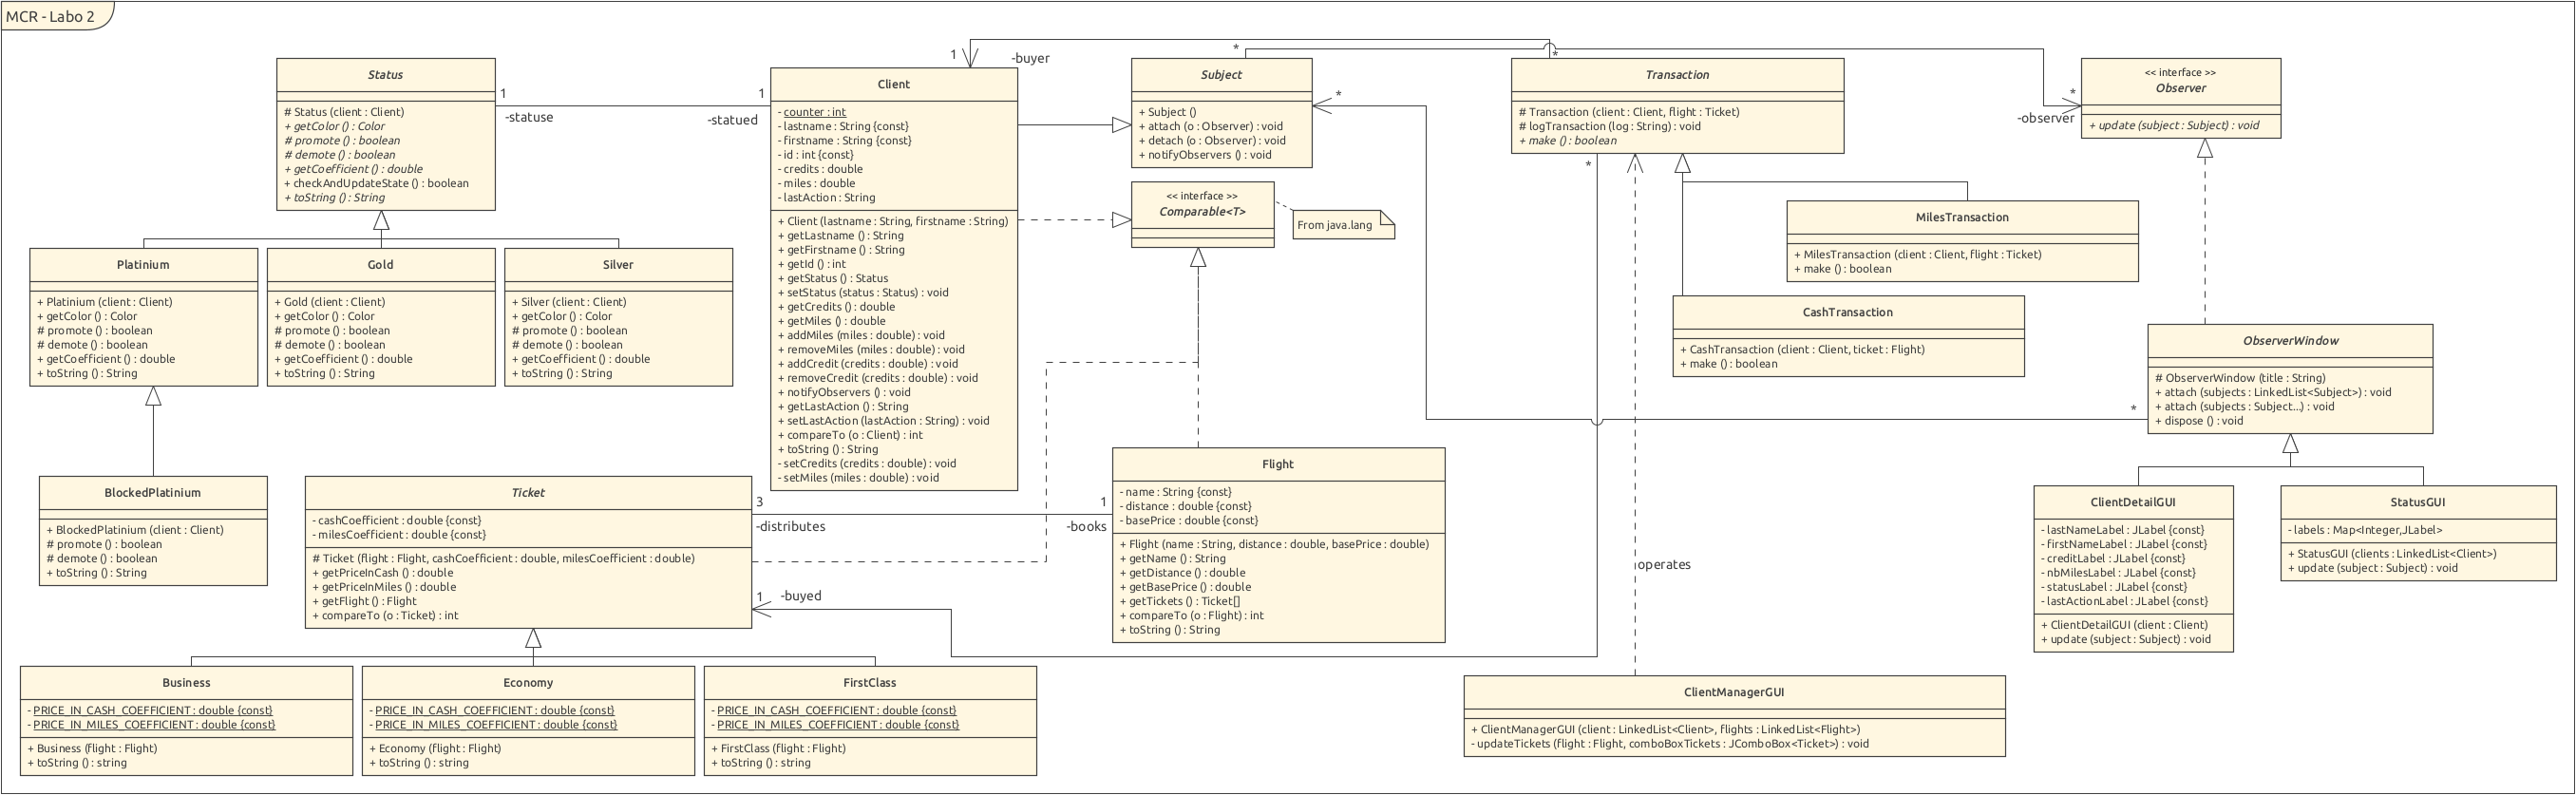 MCR - Labo 2
Status
# Status (client : Client)
+ getColor () : Color
# promote () : boolean
# demote () : boolean
+ getCoefficient () : double
+ checkAndUpdateState () : boolean
+ toString () : String
1
-statuse
1
-statued
Client
- counter : int
- lastname : String {const}
- firstname : String {const}
- id : int {const}
- credits : double
- miles : double
- lastAction : String
+ Client (lastname : String, firstname : String)
+ getLastname () : String
+ getFirstname () : String
+ getId () : int
+ getStatus () : Status
+ setStatus (status : Status) : void
+ getCredits () : double
+ getMiles () : double
+ addMiles (miles : double) : void
+ removeMiles (miles : double) : void
+ addCredit (credits : double) : void
+ removeCredit (credits : double) : void
+ notifyObservers () : void
+ getLastAction () : String
+ setLastAction (lastAction : String) : void
+ compareTo (o : Client) : int
+ toString () : String
- setCredits (credits : double) : void
- setMiles (miles : double) : void
1
-buyer
*
Subject
+ Subject ()
+ attach (o : Observer) : void
+ detach (o : Observer) : void
+ notifyObservers () : void
*
<< interface >>
Comparable<T>
From java.lang
*
Transaction
# Transaction (client : Client, flight : Ticket)
# logTransaction (log : String) : void
+ make () : boolean
*
<< interface >>
Observer
+ update (subject : Subject) : void
*
-observer
MilesTransaction
+ MilesTransaction (client : Client, flight : Ticket)
+ make () : boolean
CashTransaction
+ CashTransaction (client : Client, ticket : Flight)
+ make () : boolean
ObserverWindow
# ObserverWindow (title : String)
+ attach (subjects : LinkedList<Subject>) : void
+ attach (subjects : Subject...) : void
+ dispose () : void
*
Platinium
+ Platinium (client : Client)
+ getColor () : Color
# promote () : boolean
# demote () : boolean
+ getCoefficient () : double
+ toString () : String
Gold
+ Gold (client : Client)
+ getColor () : Color
# promote () : boolean
# demote () : boolean
+ getCoefficient () : double
+ toString () : String
Silver
+ Silver (client : Client)
+ getColor () : Color
# promote () : boolean
# demote () : boolean
+ getCoefficient () : double
+ toString () : String
BlockedPlatinium
+ BlockedPlatinium (client : Client)
# promote () : boolean
# demote () : boolean
+ toString () : String
Ticket
- cashCoefficient : double {const}
- milesCoefficient : double {const}
# Ticket (flight : Flight, cashCoefficient : double, milesCoefficient : double)
+ getPriceInCash () : double
+ getPriceInMiles () : double
+ getFlight () : Flight
+ compareTo (o : Ticket) : int
3
-distributes
1
-books
1
-buyed
Flight
- name : String {const}
- distance : double {const}
- basePrice : double {const}
+ Flight (name : String, distance : double, basePrice : double)
+ getName () : String
+ getDistance () : double
+ getBasePrice () : double
+ getTickets () : Ticket[]
+ compareTo (o : Flight) : int
+ toString () : String
operates
ClientDetailGUI
- lastNameLabel : JLabel {const}
- firstNameLabel : JLabel {const}
- creditLabel : JLabel {const}
- nbMilesLabel : JLabel {const}
- statusLabel : JLabel {const}
- lastActionLabel : JLabel {const}
+ ClientDetailGUI (client : Client)
+ update (subject : Subject) : void
StatusGUI
- labels : Map<Integer,JLabel>
+ StatusGUI (clients : LinkedList<Client>)
+ update (subject : Subject) : void
Business
- PRICE_IN_CASH_COEFFICIENT : double {const}
- PRICE_IN_MILES_COEFFICIENT : double {const}
+ Business (flight : Flight)
+ toString () : string
Economy
- PRICE_IN_CASH_COEFFICIENT : double {const}
- PRICE_IN_MILES_COEFFICIENT : double {const}
+ Economy (flight : Flight)
+ toString () : string
FirstClass
- PRICE_IN_CASH_COEFFICIENT : double {const}
- PRICE_IN_MILES_COEFFICIENT : double {const}
+ FirstClass (flight : Flight)
+ toString () : string
ClientManagerGUI
+ ClientManagerGUI (client : LinkedList<Client>, flights : LinkedList<Flight>)
- updateTickets (flight : Flight, comboBoxTickets : JComboBox<Ticket>) : void